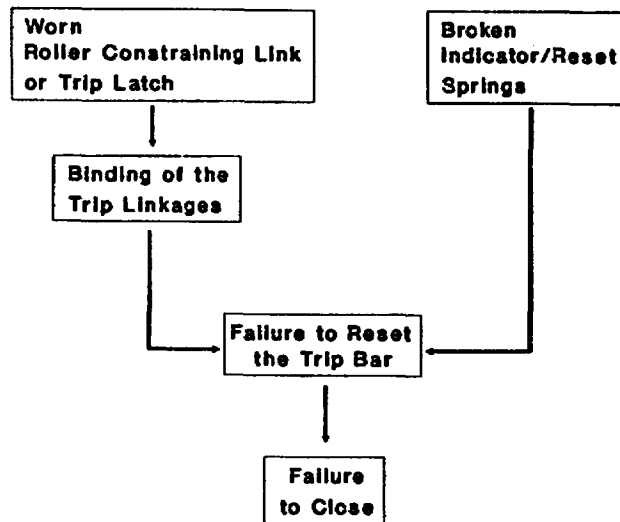 Worn
Roller Constraining Link
or Trip Latch
Broken
Indicator/Reset
Springs
Binding of the
Trip Linkages
Failure to Reset
the Trip Bar
Failure
to Close